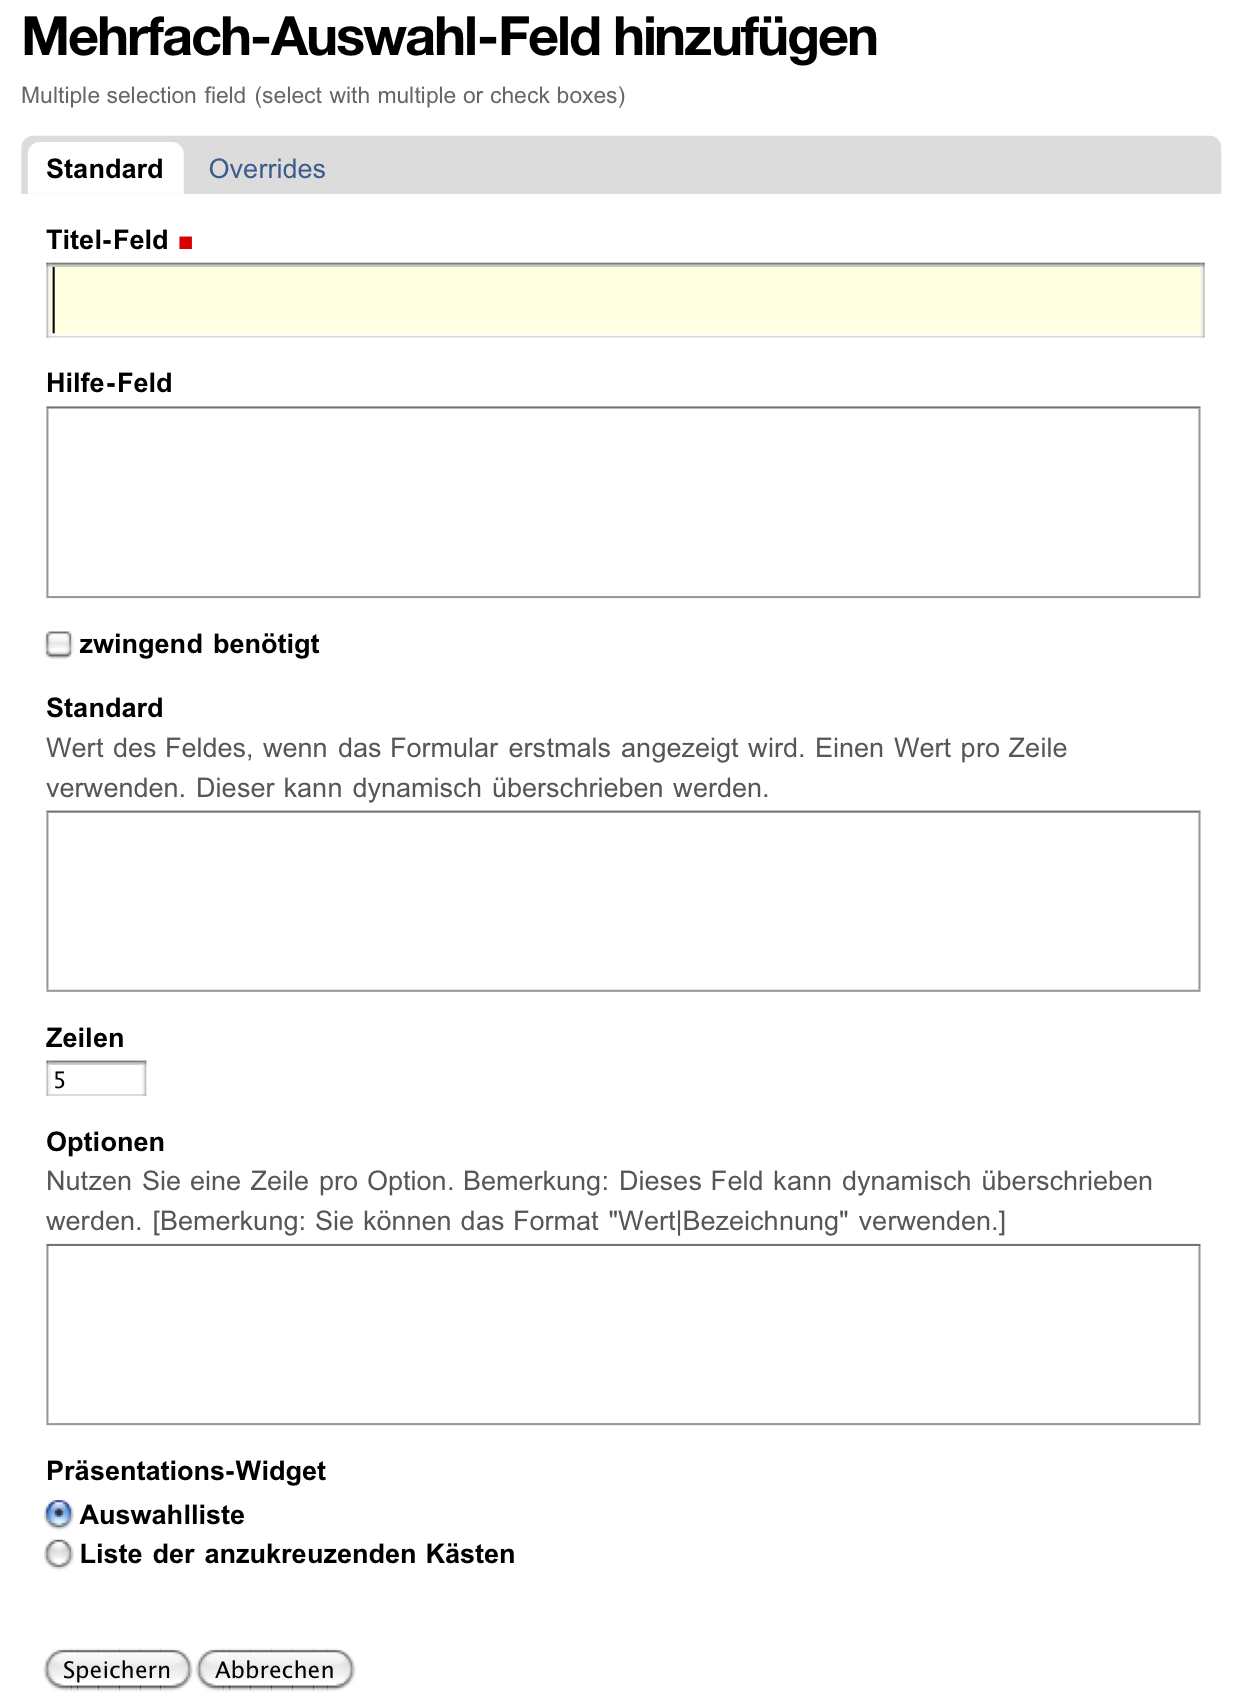 Mehrfach-Auswahl-Feld hinzufügen
Multiple selection field (select with multiple or check boxes)
Standard Overrides
Titel-Feld
Hilfe-Feld
zwingend benötigt
Standard
Wert des Feldes, wenn das Formular erstmals angezeigt wird. Einen Wert pro Zeile
verwenden. Dieser kann dynamisch überschrieben werden.
Zeilen
5
Optionen
Nutzen Sie eine Zeile pro Option. Bemerkung: Dieses Feld kann dynamisch überschrieben
werden. [Bemerkung: Sie können das Format "Wert|Bezeichnung" verwenden.]
Präsentations-Widget
Auswahlliste
Liste der anzukreuzenden Kästen
Speichern Abbrechen